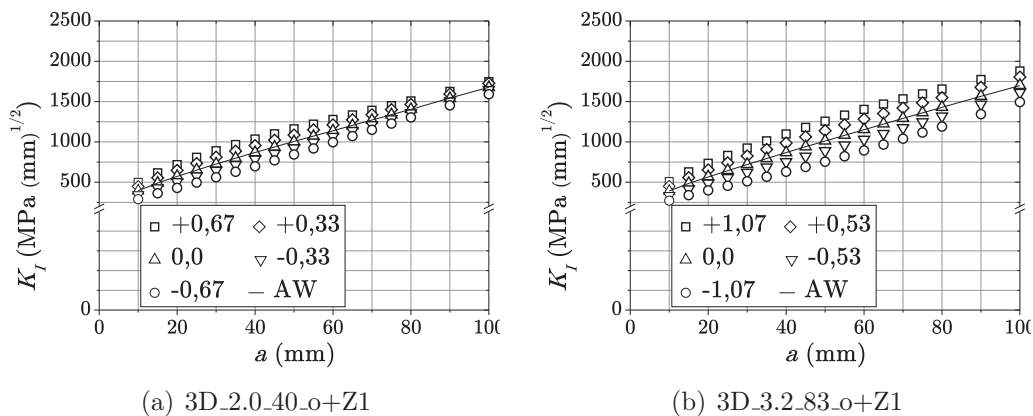 2500
2000
1500
1000
500
0
K_I (MPa (mm)^1/2)
+0,67 +0,33
0,0 -0,33
-0,67 AW
0 20 40 60 80 100
a (mm)
(a) 3D_2.0_40_o+Z1
2500
2000
1500
1000
500
0
K_I (MPa (mm)^1/2)
+1,07 +0,53
0,0 -0,53
-1,07 AW
0 20 40 60 80 100
a (mm)
(b) 3D_3.2_83_o+Z1